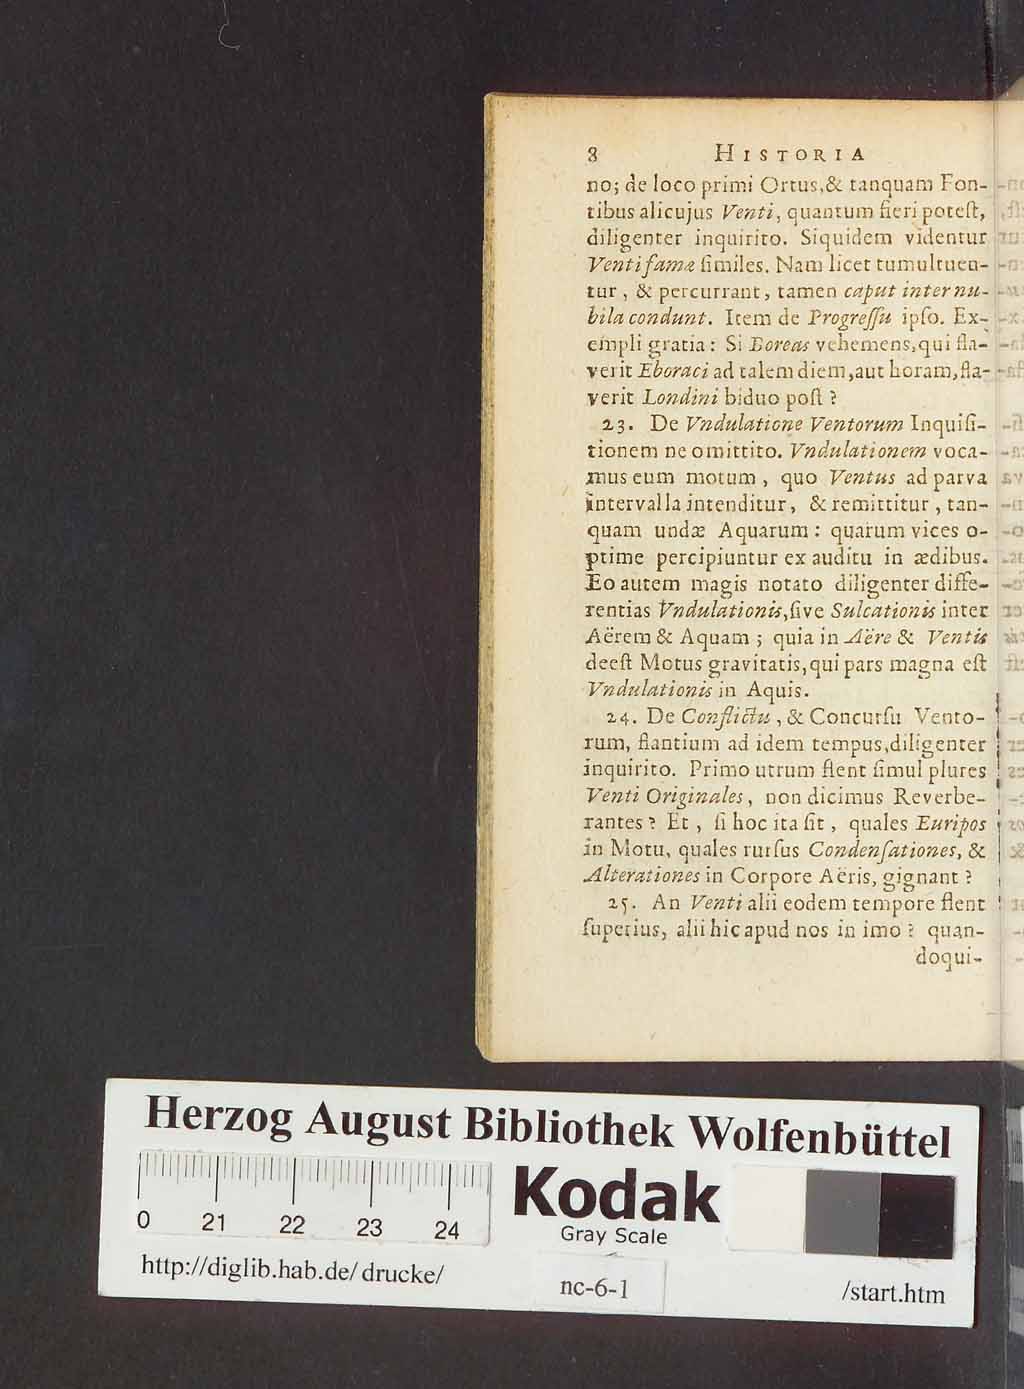 8 HISTORIA
no; de loco primi Ortus,& tanquam Fon-
tibus alicujus Venti, quantum fieri poteſt,
diligenter inquirito. Siquidem videntur
Venti famæ ſimiles. Nam licet tumultuen-
tur, & percurrant, tamen caput inter nu-
bila condunt. Item de Progreſſu ipſo. Ex-
empli gratia: Si Boreas vehemens,qui fla-
verit Eboraci ad talem diem,aut horam,fla-
verit Londini biduo poſt?
23. De Vndulatione Ventorum Inquiſi-
tionem ne omittito. Vndulationem voca-
mus eum motum, quo Ventus ad parva
intervalla intenditur, & remittitur, tan-
quam undæ Aquarum: quarum vices o-
ptime percipiuntur ex auditu in ædibus.
Eo autem magis notato diligenter diffe-
rentias Vndulationis,ſive Sulcationis inter
Aërem & Aquam; quia in Aëre & Ventis
deeſt Motus gravitatis,qui pars magna eſt
Vndulationis in Aquis.
24. De Conflictu, & Concurſu Vento-
rum, flantium ad idem tempus,diligenter
inquirito. Primo utrum flent ſimul plures
Venti Originales, non dicimus Reverbe-
rantes? Et, ſi hoc ita ſit, quales Euripos
in Motu, quales rurſus Condenſationes, &
Alterationes in Corpore Aëris, gignant?
25. An Venti alii eodem tempore flent
ſuperius, alii hic apud nos in imo? quan-
doqui-
Herzog August Bibliothek Wolfenbüttel
0 21 22 23 24
Kodak
Gray Scale
http://diglib.hab.de/drucke/
nc-6-1
/start.htm